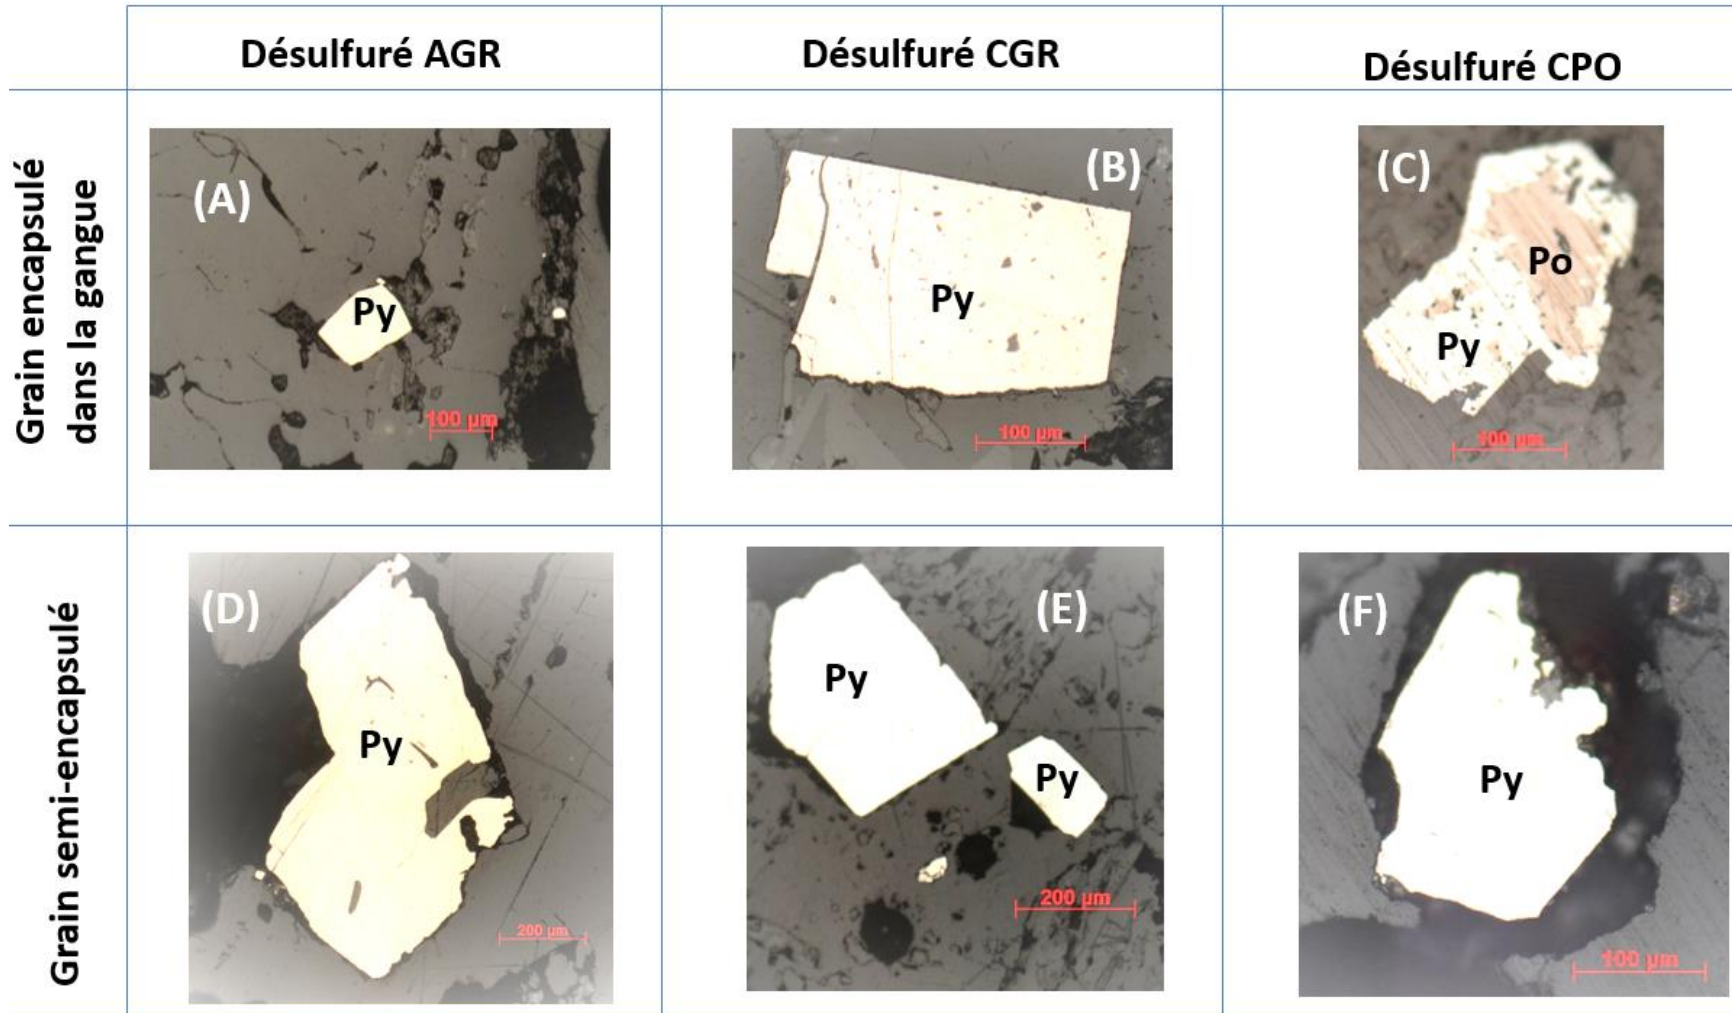 Désulfuré AGR
Désulfuré CGR
Désulfuré CPO
Grain encapsulé
dans la gangue
(A)
Py
100 µm
(B)
Py
100 µm
(C)
Po
Py
100 µm
Grain semi-encapsulé
(D)
Py
200 µm
(E)
Py
Py
200 µm
(F)
Py
100 µm